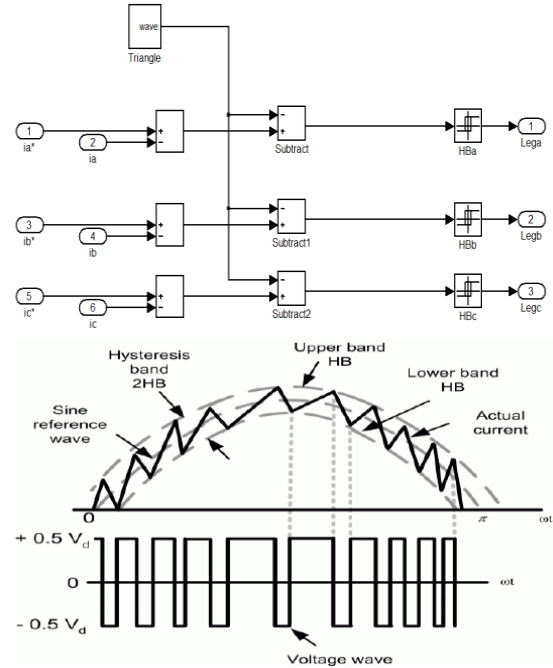 wave
Triangle
1
ia*
2
ia
Subtract
HBa
1
Lega
3
ib*
4
ib
Subtract1
HBb
2
Legb
5
ic*
6
ic
Subtract2
HBc
3
Legc
Hysteresis
band
2HB
Upper band
HB
Lower band
HB
Sine
reference
wave
Actual
current
0
π
ωt
+ 0.5 Vd
0
ωt
- 0.5 Vd
Voltage wave